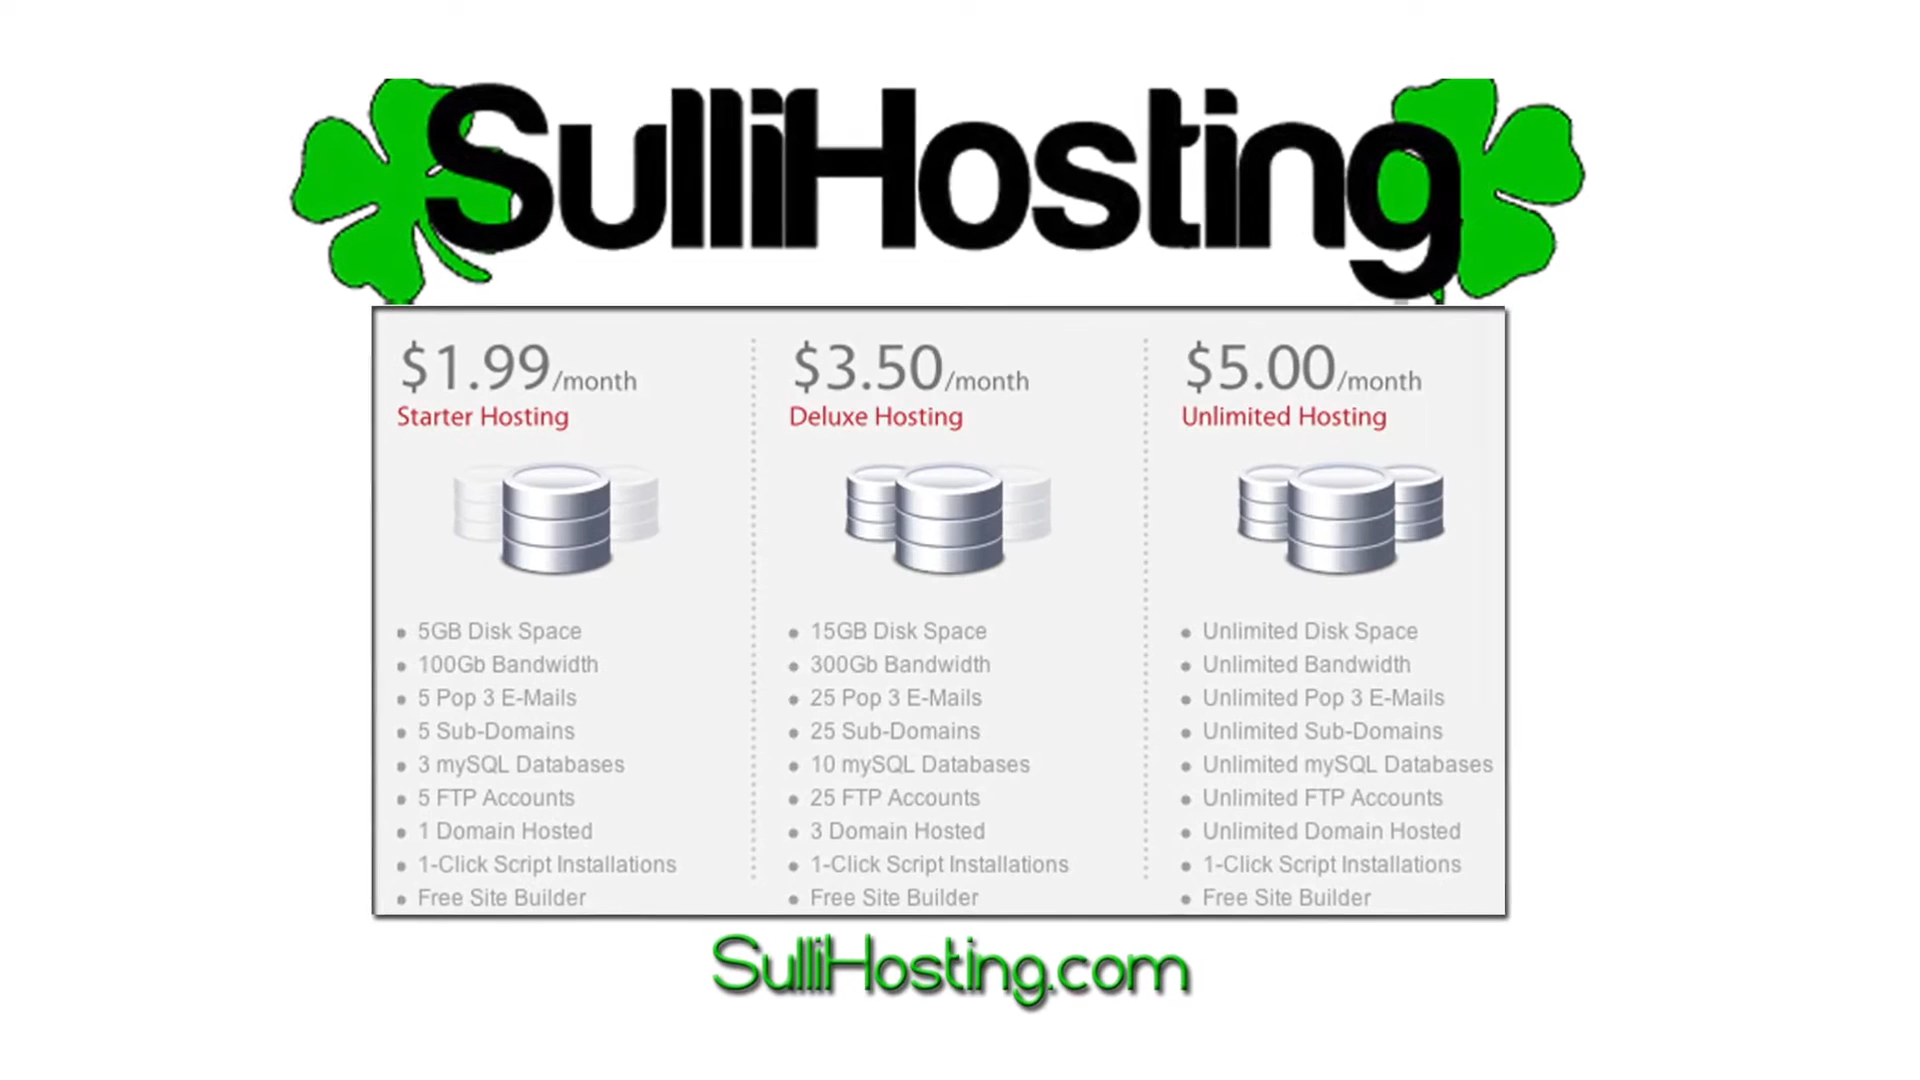 SulliHosting
$1.99/month
Starter Hosting
5GB Disk Space
100Gb Bandwidth
5 Pop 3 E-Mails
5 Sub-Domains
3 mySQL Databases
5 FTP Accounts
1 Domain Hosted
1-Click Script Installations
Free Site Builder
$3.50/month
Deluxe Hosting
15GB Disk Space
300Gb Bandwidth
25 Pop 3 E-Mails
25 Sub-Domains
10 mySQL Databases
25 FTP Accounts
3 Domain Hosted
1-Click Script Installations
Free Site Builder
$5.00/month
Unlimited Hosting
Unlimited Disk Space
Unlimited Bandwidth
Unlimited Pop 3 E-Mails
Unlimited Sub-Domains
Unlimited mySQL Databases
Unlimited FTP Accounts
Unlimited Domain Hosted
1-Click Script Installations
Free Site Builder
SulliHosting.com